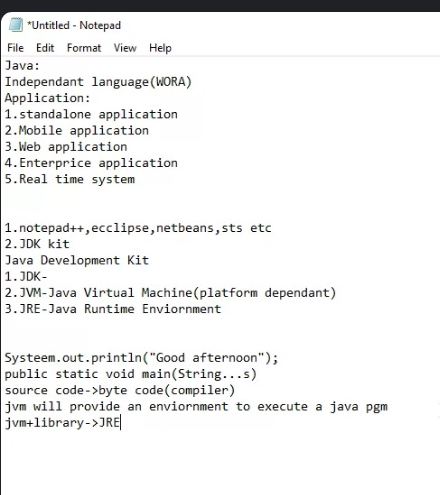 *Untitled - Notepad
File Edit Format View Help
Java:
Independant language(WORA)
Application:
1.standalone application
2.Mobile application
3.Web application
4.Enterprice application
5.Real time system
1.notepad++,ecclipse,netbeans,sts etc
2.JDK kit
Java Development Kit
1.JDK-
2.JVM-Java Virtual Machine(platform dependant)
3.JRE-Java Runtime Enviornment
Systeem.out.println("Good afternoon");
public static void main(String...s)
source code->byte code(compiler)
jvm will provide an enviornment to execute a java pgm
jvm+library->JRE